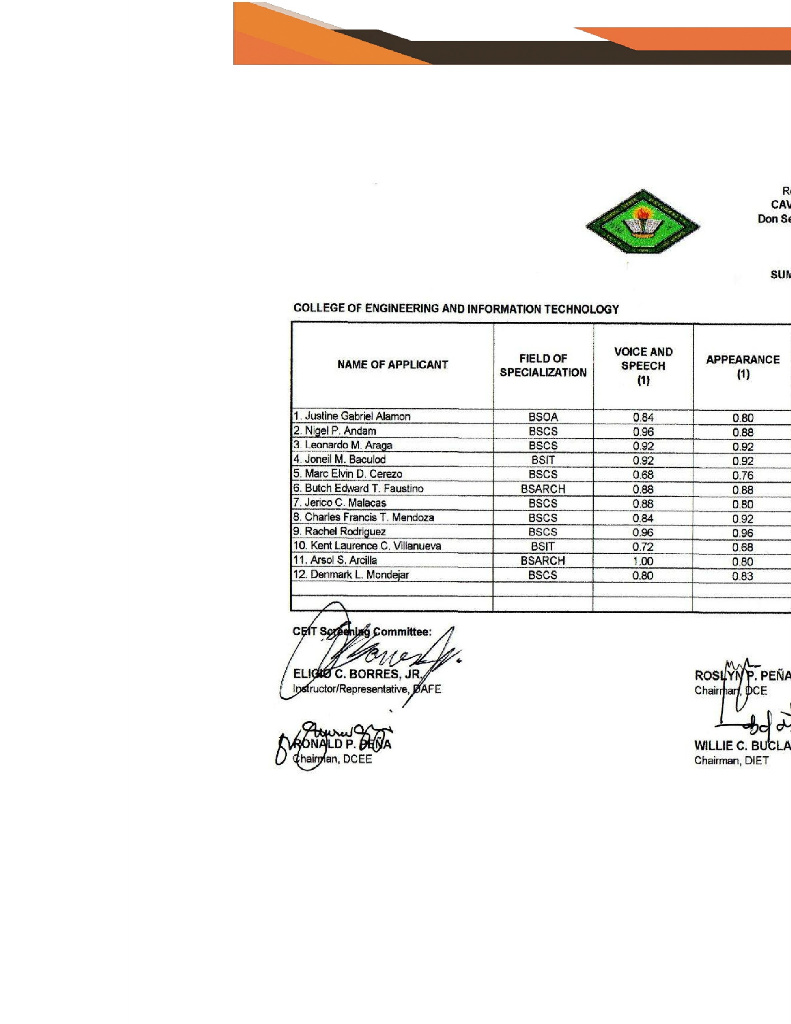 R
CAV
Don Se
SUM
COLLEGE OF ENGINEERING AND INFORMATION TECHNOLOGY
NAME OF APPLICANT FIELD OF SPECIALIZATION VOICE AND SPEECH (1) APPEARANCE (1)
1. Justine Gabriel Alamon BSOA 0.84 0.80
2. Nigel P. Andam BSCS 0.96 0.88
3. Leonardo M. Araga BSCS 0.92 0.92
4. Joneil M. Baculod BSIT 0.92 0.92
5. Marc Elvin D. Cerezo BSCS 0.68 0.76
6. Butch Edward T. Faustino BSARCH 0.88 0.88
7. Jerico C. Malacas BSCS 0.88 0.80
8. Charles Francis T. Mendoza BSCS 0.84 0.92
9. Rachel Rodriguez BSCS 0.96 0.96
10. Kent Laurence C. Villanueva BSIT 0.72 0.68
11. Arsol S. Arcilla BSARCH 1.00 0.80
12. Denmark L. Mondejar BSCS 0.80 0.83
CEIT Screening Committee:
ELIGIO C. BORRES, JR. ROSLYN P. PEÑA
Instructor/Representative, DAFE Chairman, DCE
RONALD P. PEÑA WILLIE C. BUCLA
Chairman, DCEE Chairman, DIET